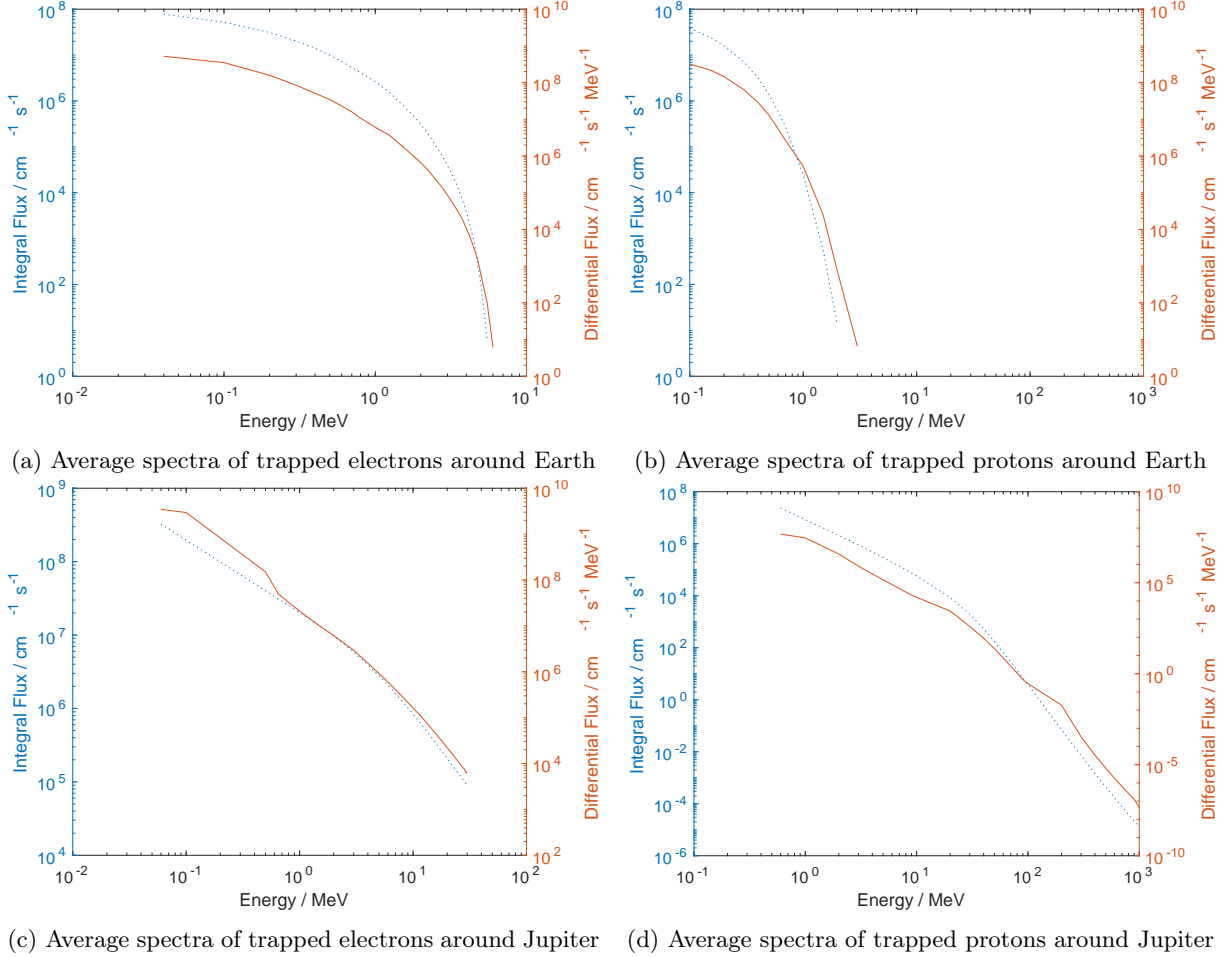 10^8
10^6
10^4
10^2
10^0
Integral Flux / cm ^-1 s^-1
10^10
10^8
10^6
10^4
10^2
10^0
Differential Flux / cm ^-1 s^-1 MeV^-1
10^-2 10^-1 10^0 10^1
Energy / MeV
(a) Average spectra of trapped electrons around Earth
10^8
10^6
10^4
10^2
10^0
Integral Flux / cm ^-1 s^-1
10^10
10^8
10^6
10^4
10^2
10^0
Differential Flux / cm ^-1 s^-1 MeV^-1
10^-1 10^0 10^1 10^2 10^3
Energy / MeV
(b) Average spectra of trapped protons around Earth
10^9
10^8
10^7
10^6
10^5
10^4
Integral Flux / cm ^-1 s^-1
10^10
10^8
10^6
10^4
10^2
Differential Flux / cm ^-1 s^-1 MeV^-1
10^-2 10^-1 10^0 10^1 10^2
Energy / MeV
(c) Average spectra of trapped electrons around Jupiter
10^8
10^6
10^4
10^2
10^0
10^-2
10^-4
10^-6
Integral Flux / cm ^-1 s^-1
10^10
10^5
10^0
10^-5
10^-10
Differential Flux / cm ^-1 s^-1 MeV^-1
10^-1 10^0 10^1 10^2 10^3
Energy / MeV
(d) Average spectra of trapped protons around Jupiter